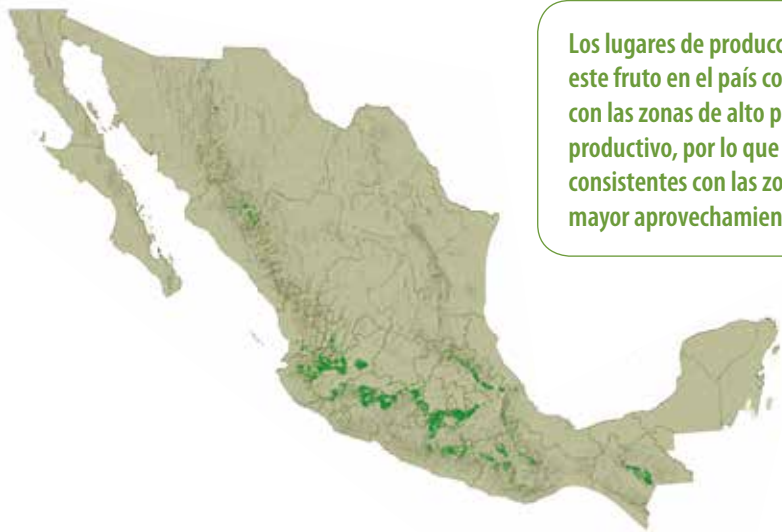 Los lugares de producc
este fruto en el país co
con las zonas de alto p
productivo, por lo que
consistentes con las zo
mayor aprovechamien